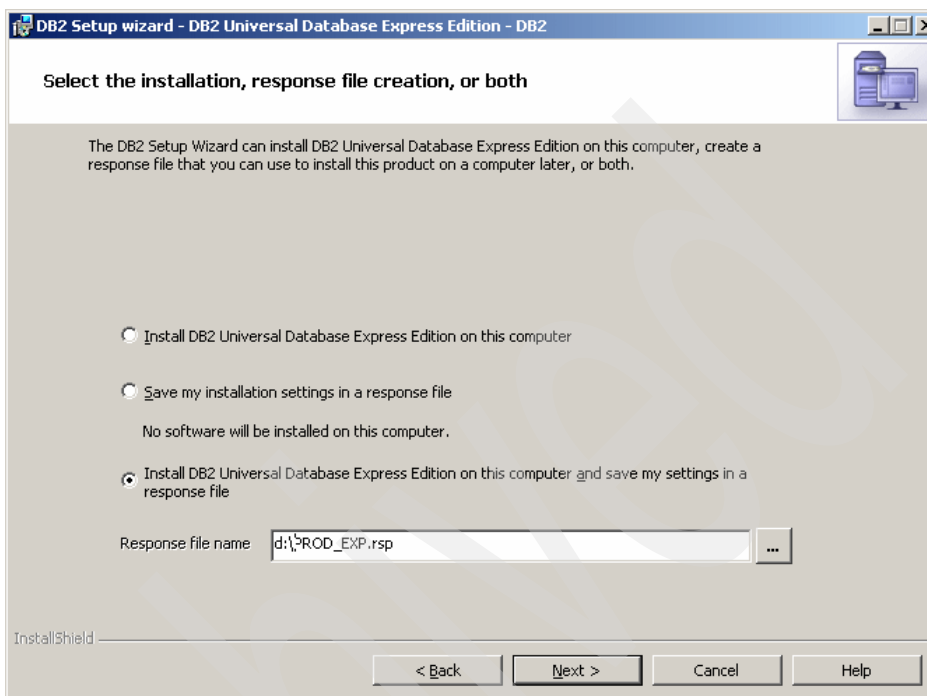 DB2 Setup wizard - DB2 Universal Database Express Edition - DB2
Select the installation, response file creation, or both
The DB2 Setup Wizard can install DB2 Universal Database Express Edition on this computer, create a
response file that you can use to install this product on a computer later, or both.
Install DB2 Universal Database Express Edition on this computer
Save my installation settings in a response file
No software will be installed on this computer.
Install DB2 Universal Database Express Edition on this computer and save my settings in a
response file
Response file name d:\PROD_EXP.rsp ...
InstallShield
< Back Next > Cancel Help